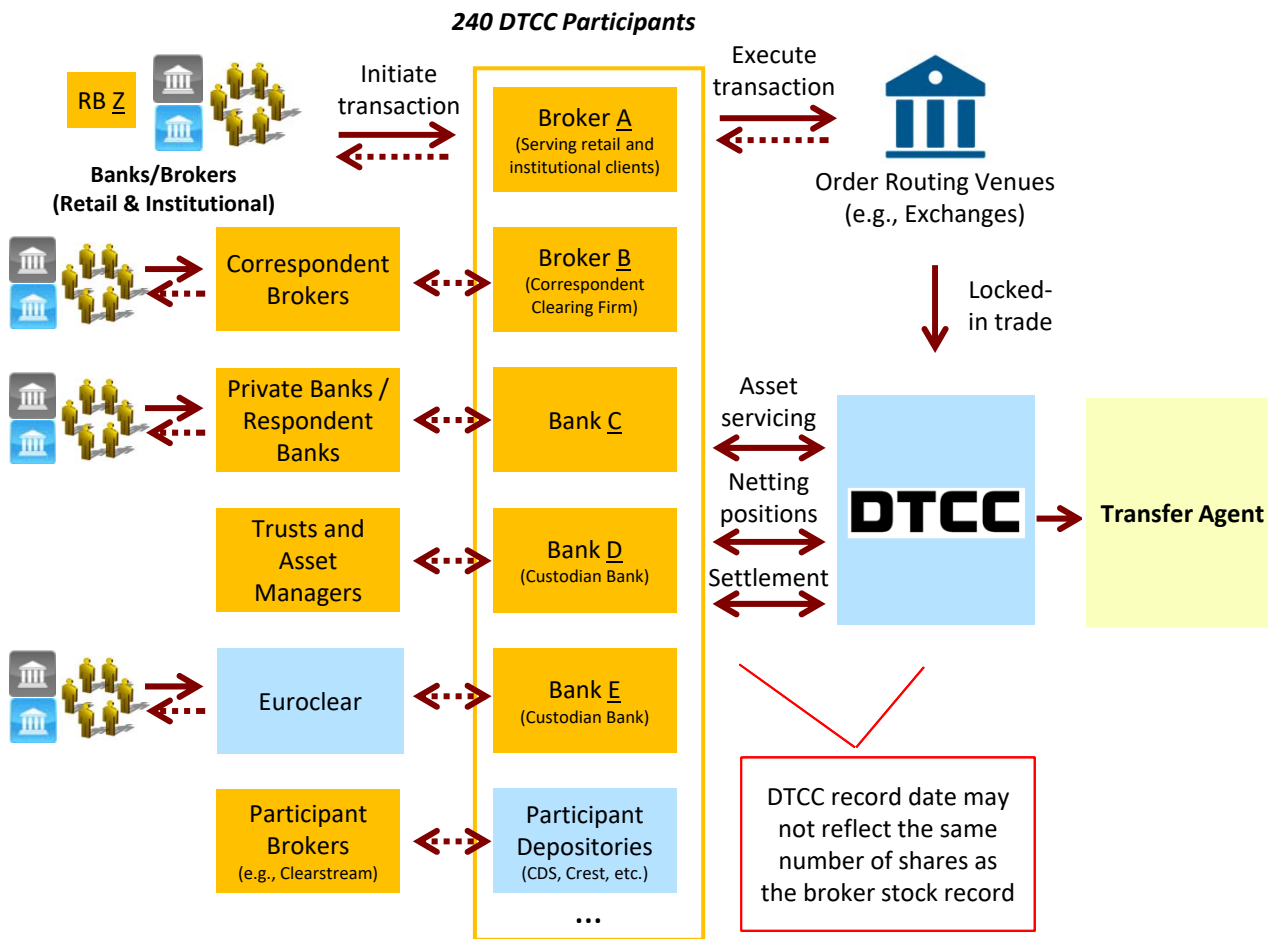 240 DTCC Participants
RB Z
Banks/Brokers
(Retail & Institutional)
Initiate
transaction
Broker A
(Serving retail and
institutional clients)
Execute
transaction
Order Routing Venues
(e.g., Exchanges)
Correspondent
Brokers
Broker B
(Correspondent
Clearing Firm)
Locked-
in trade
Private Banks /
Respondent
Banks
Bank C
Asset
servicing
Netting
positions
Settlement
DTCC
Transfer Agent
Trusts and
Asset
Managers
Bank D
(Custodian Bank)
Euroclear
Bank E
(Custodian Bank)
Participant
Brokers
(e.g., Clearstream)
Participant
Depositories
(CDS, Crest, etc.)
...
DTCC record date may
not reflect the same
number of shares as
the broker stock record